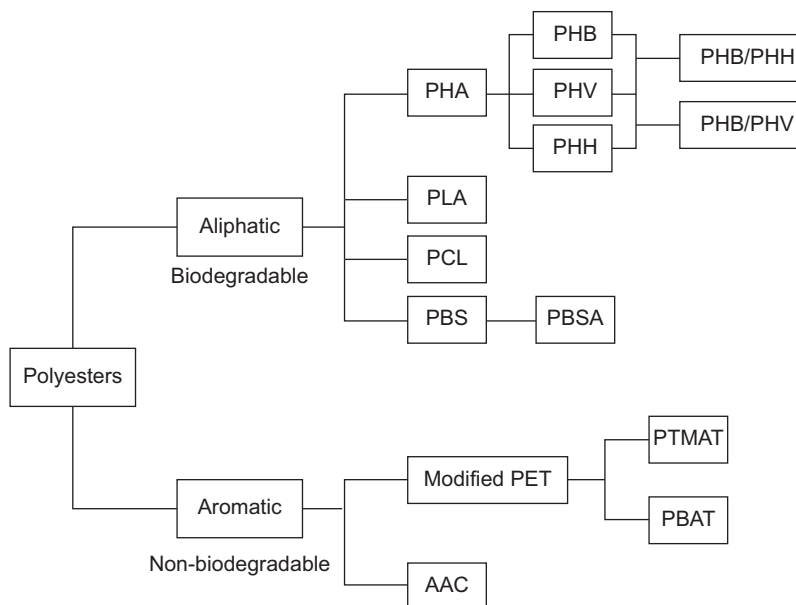 PHB
PHB/PHH
PHA
PHV
PHB/PHV
PHH
PLA
Aliphatic
Biodegradable
PCL
PBS
PBSA
Polyesters
PTMAT
Modified PET
Aromatic
PBAT
Non-biodegradable
AAC